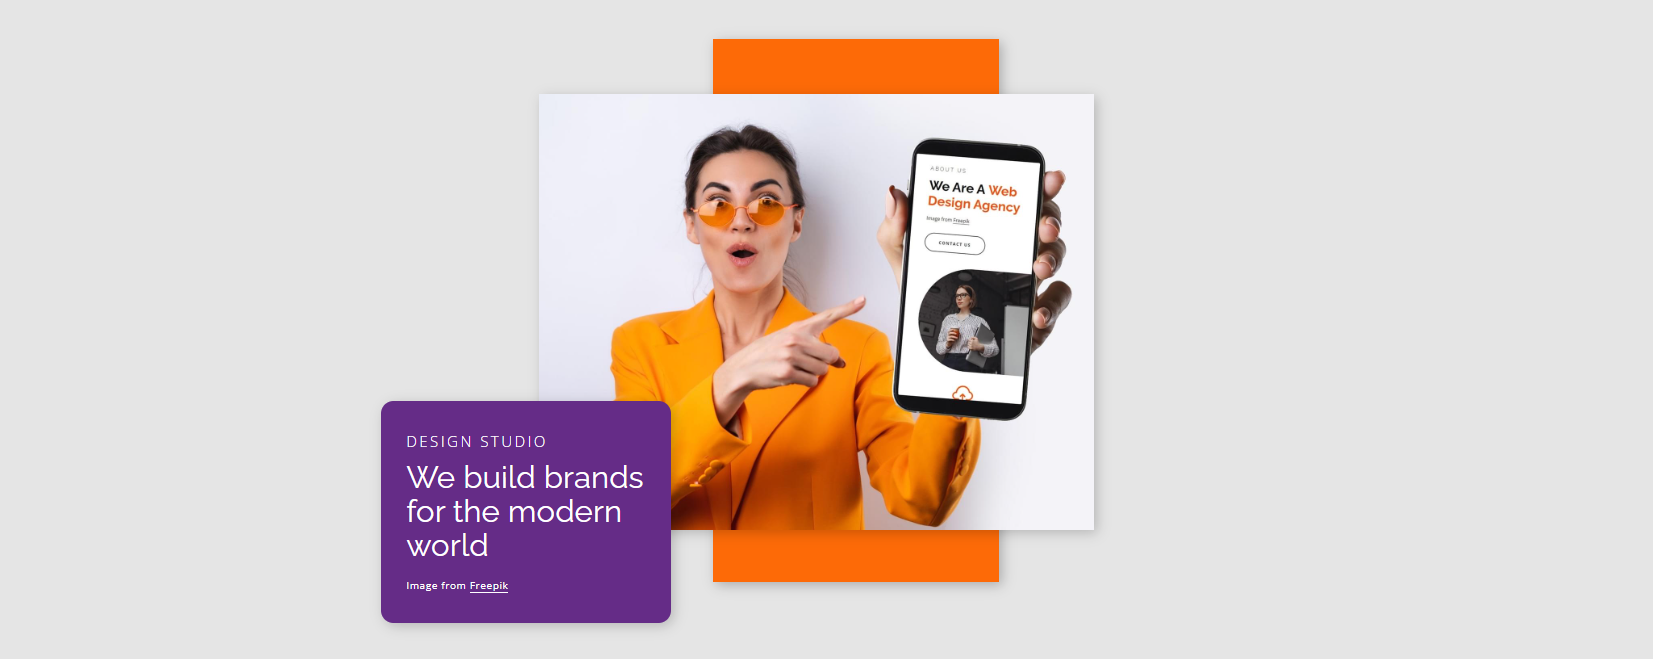 ABOUT US
We Are A Web
Design Agency
Image from Freepik
CONTACT US
DESIGN STUDIO
We build brands
for the modern
world
Image from Freepik